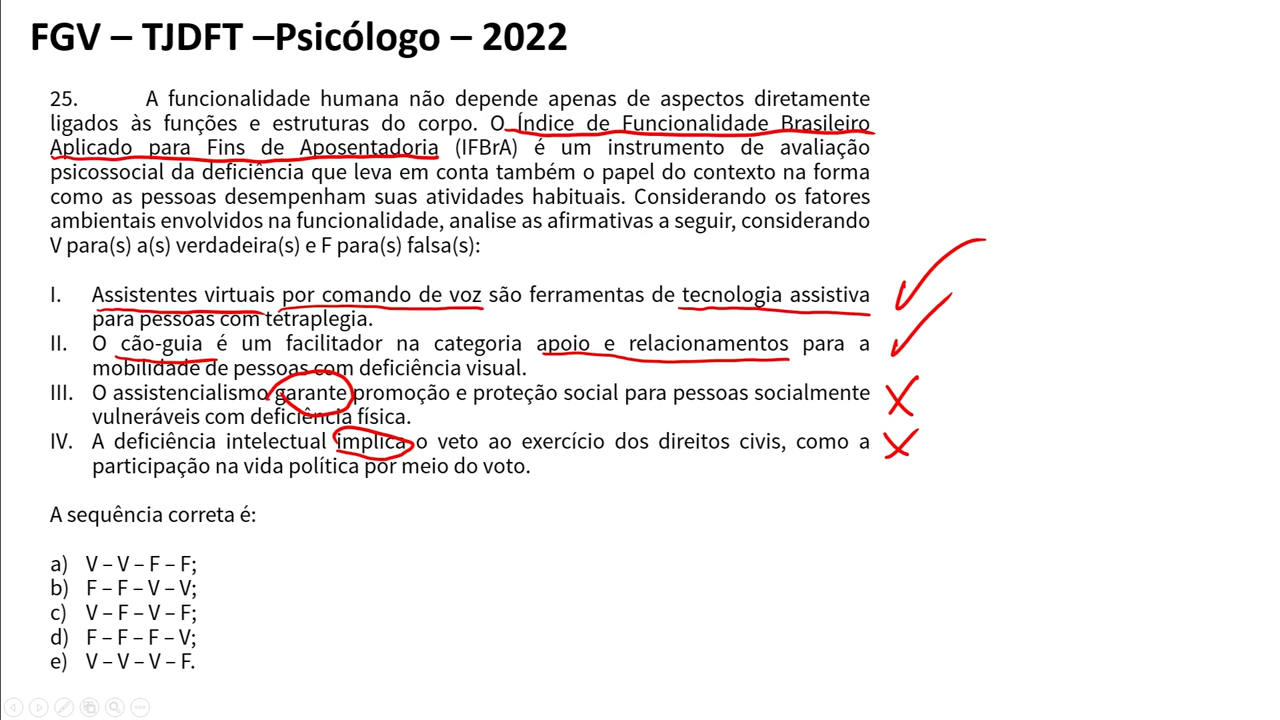 FGV – TJDFT –Psicólogo – 2022
25. A funcionalidade humana não depende apenas de aspectos diretamente
ligados às funções e estruturas do corpo. O Índice de Funcionalidade Brasileiro
Aplicado para Fins de Aposentadoria (IFBrA) é um instrumento de avaliação
psicossocial da deficiência que leva em conta também o papel do contexto na forma
como as pessoas desempenham suas atividades habituais. Considerando os fatores
ambientais envolvidos na funcionalidade, analise as afirmativas a seguir, considerando
V para(s) a(s) verdadeira(s) e F para(s) falsa(s):
I. Assistentes virtuais por comando de voz são ferramentas de tecnologia assistiva
para pessoas com tetraplegia.
II. O cão-guia é um facilitador na categoria apoio e relacionamentos para a
mobilidade de pessoas com deficiência visual.
III. O assistencialismo garante promoção e proteção social para pessoas socialmente
vulneráveis com deficiência física.
IV. A deficiência intelectual implica o veto ao exercício dos direitos civis, como a
participação na vida política por meio do voto.
A sequência correta é:
a) V – V – F – F;
b) F – F – V – V;
c) V – F – V – F;
d) F – F – F – V;
e) V – V – V – F.